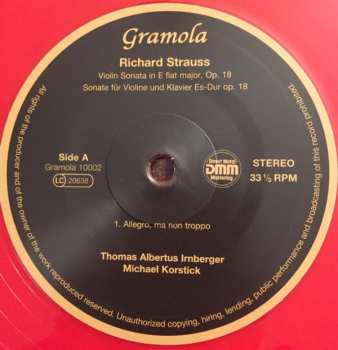 Gramola
Richard Strauss
Violin Sonata in E flat major, Op. 18
Sonate für Violine und Klavier Es-Dur op. 18
Side A
Gramola 10002
LC 20638
Direct Metal
DMM
Mastering
STEREO
33 ⅓ RPM
1. Allegro, ma non troppo
Thomas Albertus Irnberger
Michael Korstick
All rights of the producer and of the owner of the work reproduced reserved. Unauthorized copying, hiring, lending, public performance and broadcasting of this record prohibited.